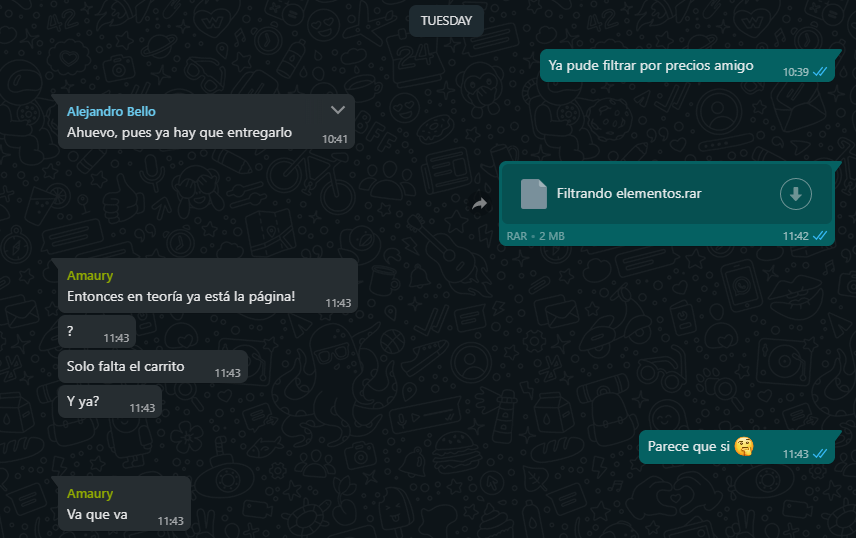 TUESDAY
Ya pude filtrar por precios amigo
10:39
Alejandro Bello
Ahuevo, pues ya hay que entregarlo
10:41
Filtrando elementos.rar
RAR • 2 MB
11:42
Amaury
Entonces en teoría ya está la página!
11:43
?
11:43
Solo falta el carrito
11:43
Y ya?
11:43
Parece que si 🤔
11:43
Amaury
Va que va
11:43